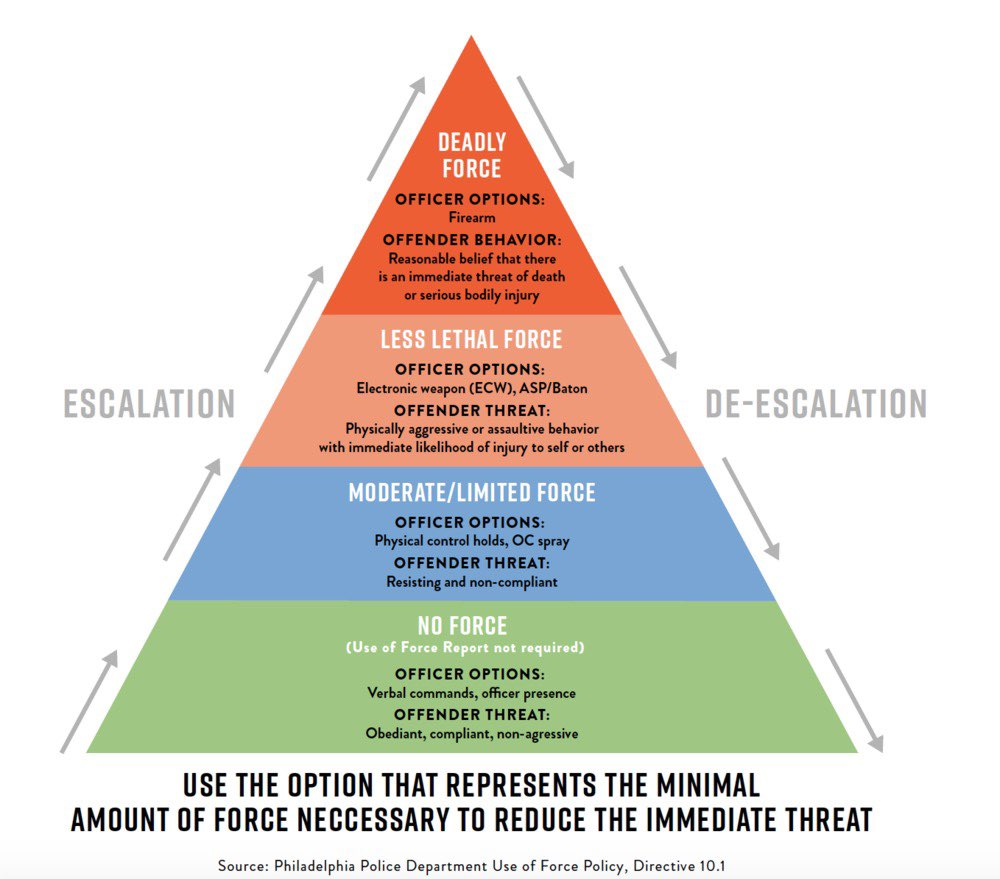 DEADLY
FORCE
OFFICER OPTIONS:
Firearm
OFFENDER BEHAVIOR:
Reasonable belief that there
is an immediate threat of death
or serious bodily injury
LESS LETHAL FORCE
OFFICER OPTIONS:
Electronic weapon (ECW), ASP/Baton
OFFENDER THREAT:
Physically aggressive or assaultive behavior
with immediate likelihood of injury to self or others
ESCALATION
DE-ESCALATION
MODERATE/LIMITED FORCE
OFFICER OPTIONS:
Physical control holds, OC spray
OFFENDER THREAT:
Resisting and non-compliant
NO FORCE
(Use of Force Report not required)
OFFICER OPTIONS:
Verbal commands, officer presence
OFFENDER THREAT:
Obediant, compliant, non-agressive
USE THE OPTION THAT REPRESENTS THE MINIMAL
AMOUNT OF FORCE NECCESSARY TO REDUCE THE IMMEDIATE THREAT
Source: Philadelphia Police Department Use of Force Policy, Directive 10.1